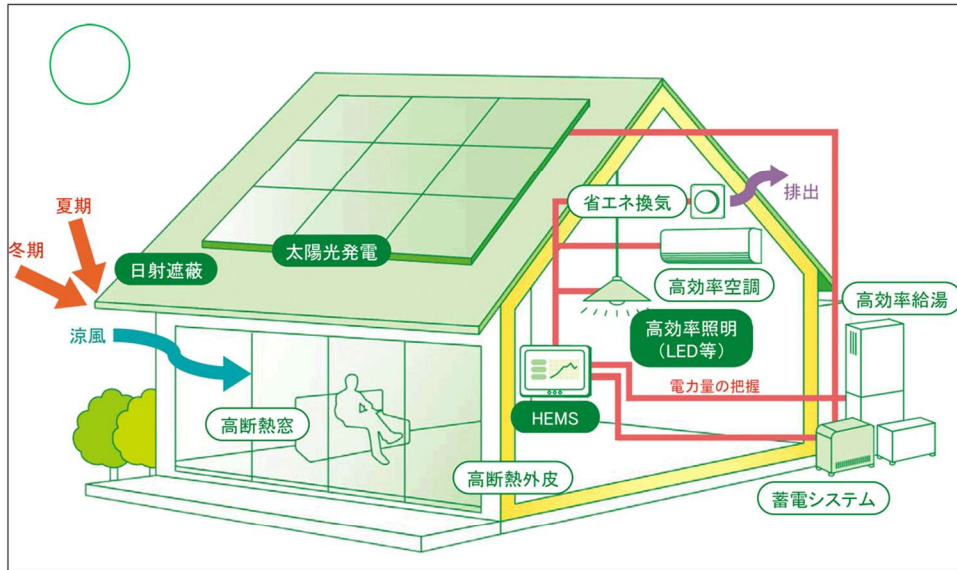 夏期
冬期
日射遮蔽
太陽光発電
省エネ換気
排出
高効率空調
高効率給湯
高効率照明
（LED等）
涼風
電力量の把握
HEMS
高断熱窓
高断熱外皮
蓄電システム